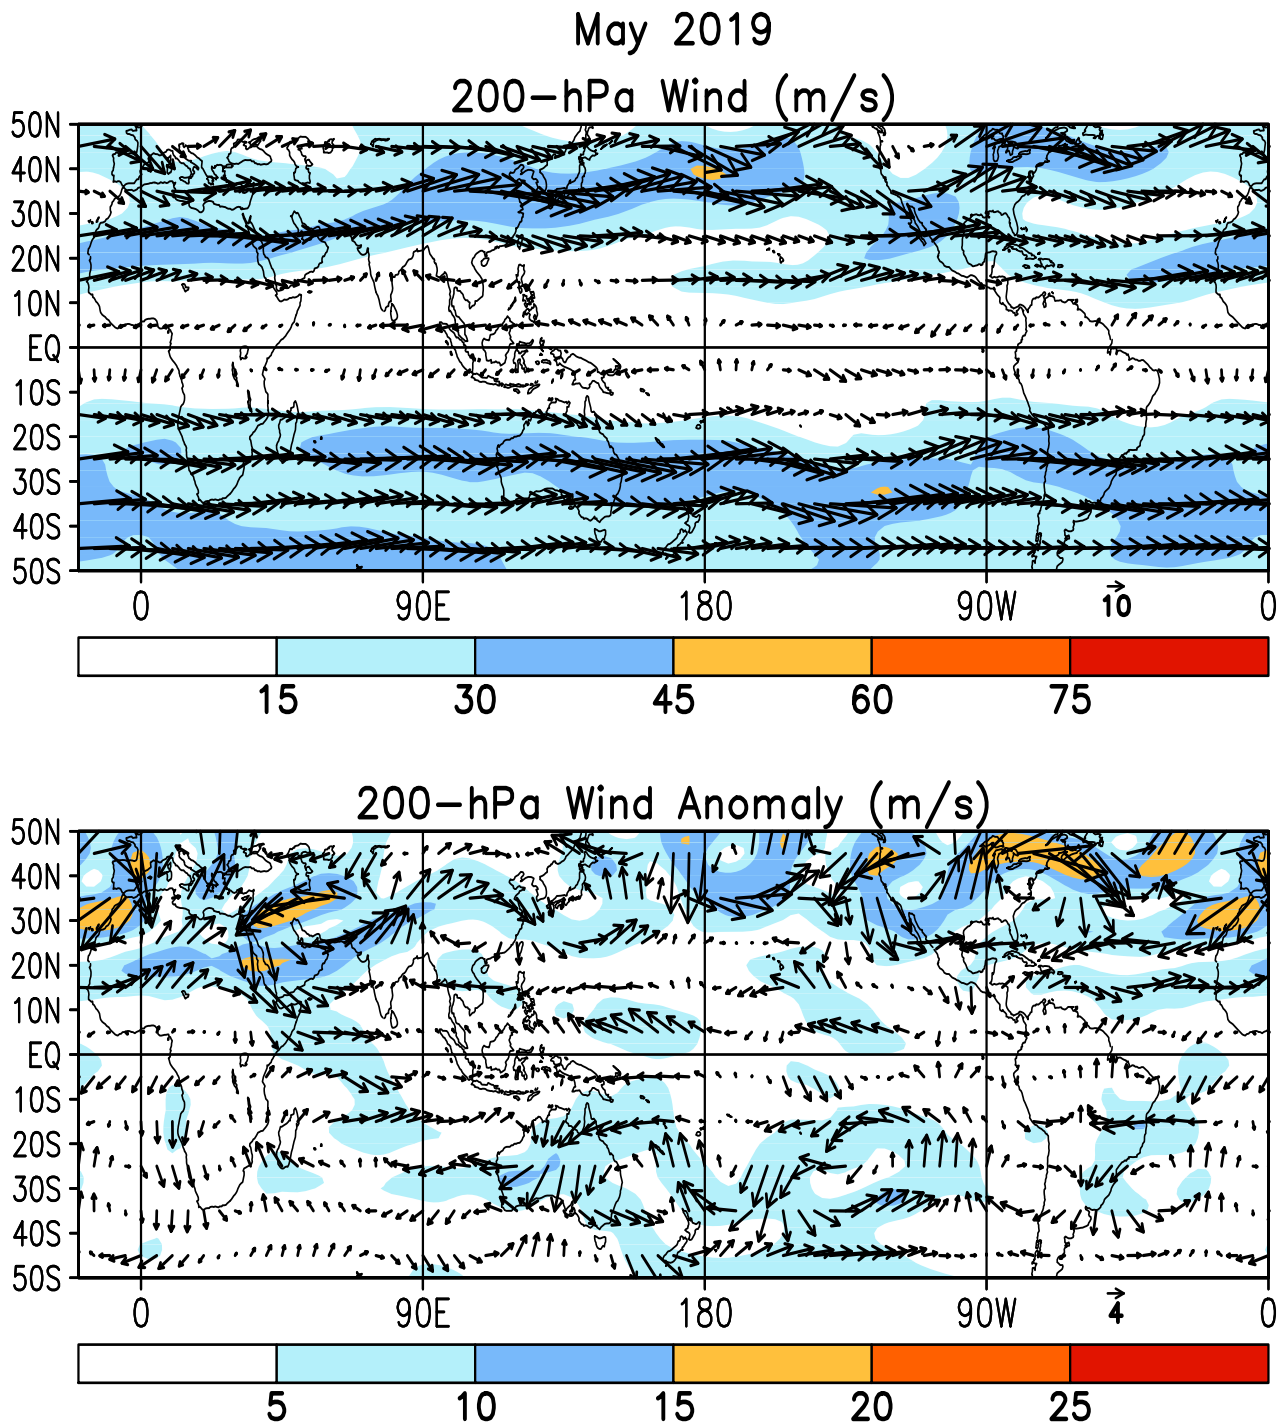 May 2019
200-hPa Wind (m/s)
50N
40N
30N
20N
10N
EQ
10S
20S
30S
40S
50S
0 90E 180 90W 10 0
15 30 45 60 75
200-hPa Wind Anomaly (m/s)
50N
40N
30N
20N
10N
EQ
10S
20S
30S
40S
50S
0 90E 180 90W 4 0
5 10 15 20 25